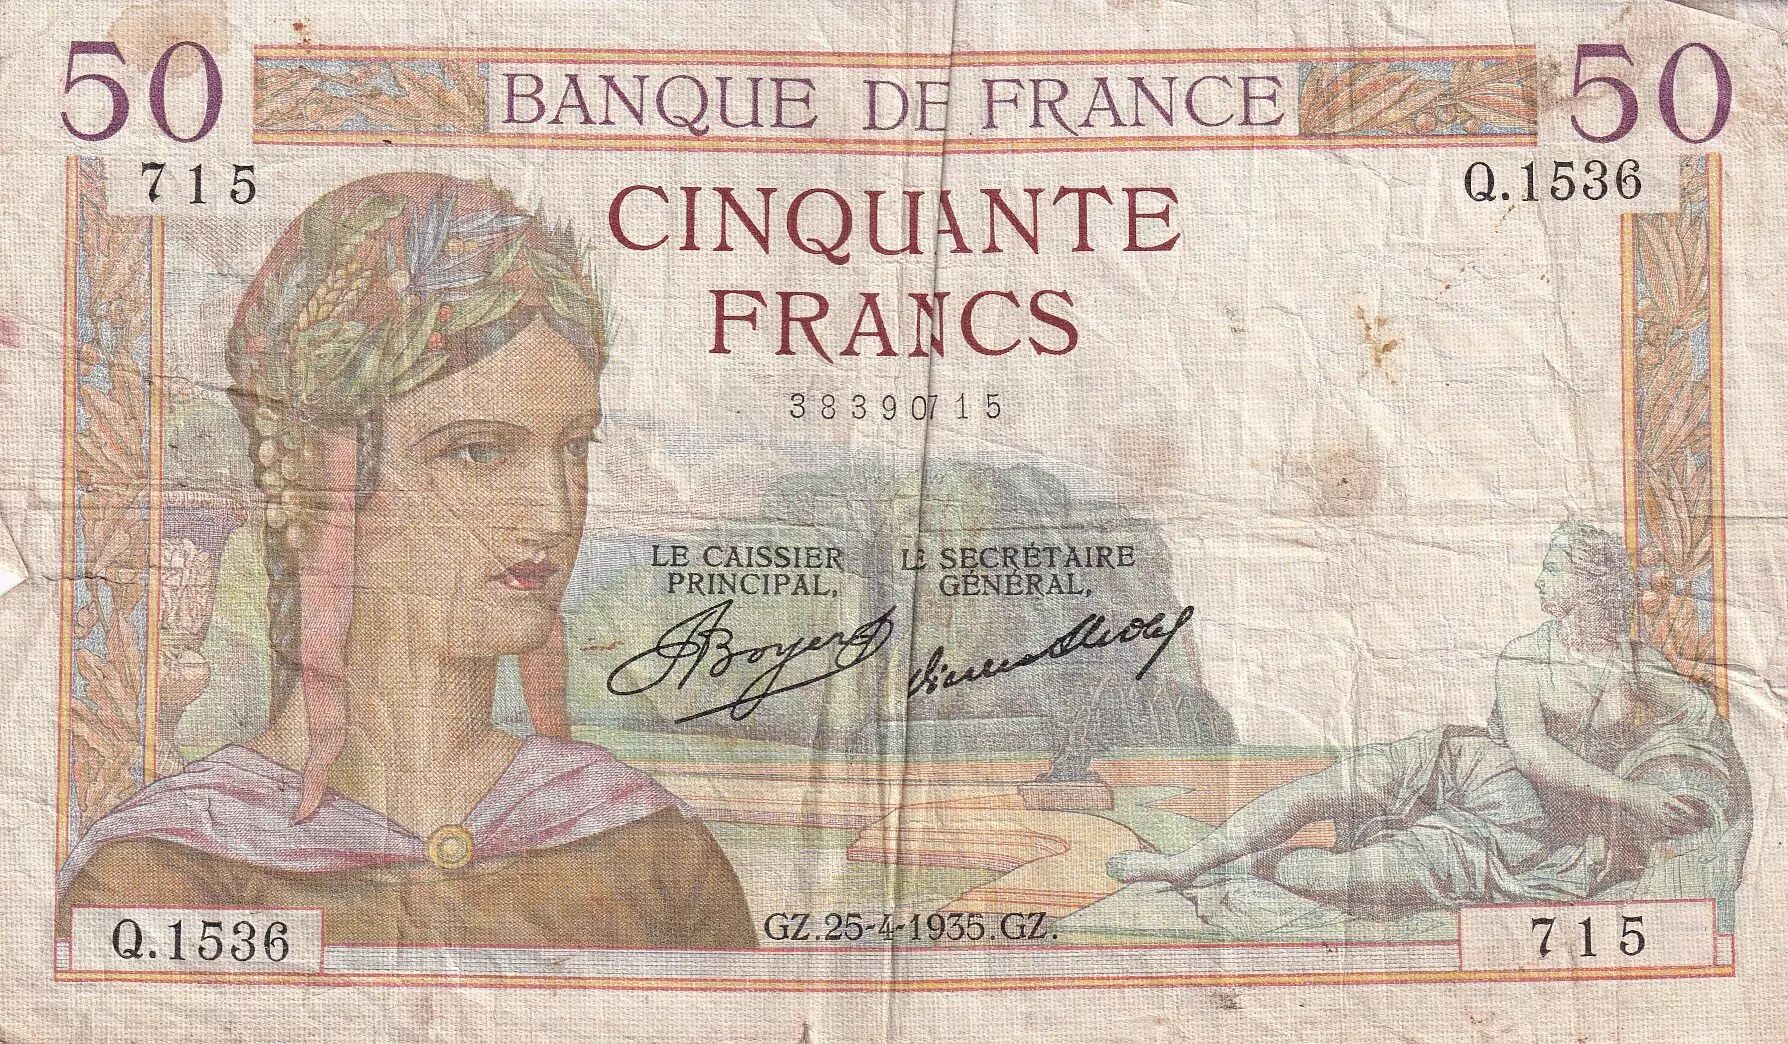 50 BANQUE DE FRANCE 50
715 Q.1536
CINQUANTE
FRANCS
38390715
LE CAISSIER
PRINCIPAL,
LE SECRÉTAIRE
GÉNÉRAL,
Boyer
Q.1536 GZ.25-4-1935.GZ. 715